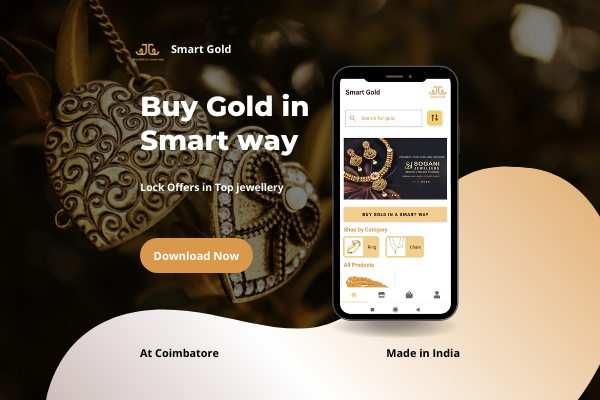 Smart Gold
Buy Gold in
Smart way
Lock Offers in Top jewellery
Download Now
At Coimbatore
Made in India
Smart Gold
Search for gold
SOGANI
JEWELLERS
BUY GOLD IN A SMART WAY
Shop by Category
Ring
Chain
All Products